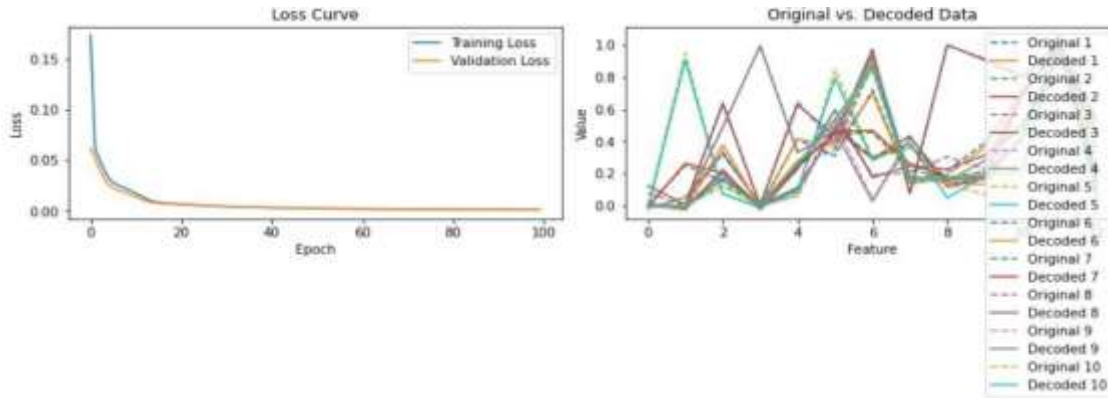 Loss Curve
Training Loss
Validation Loss
0.15
0.10
0.05
0.00
Loss
0
20
40
60
80
100
Epoch
Original vs. Decoded Data
1.0
0.8
0.6
0.4
0.2
0.0
Value
0
2
4
6
8
Feature
Original 1
Decoded 1
Original 2
Decoded 2
Original 3
Decoded 3
Original 4
Decoded 4
Original 5
Decoded 5
Original 6
Decoded 6
Original 7
Decoded 7
Original 8
Decoded 8
Original 9
Decoded 9
Original 10
Decoded 10